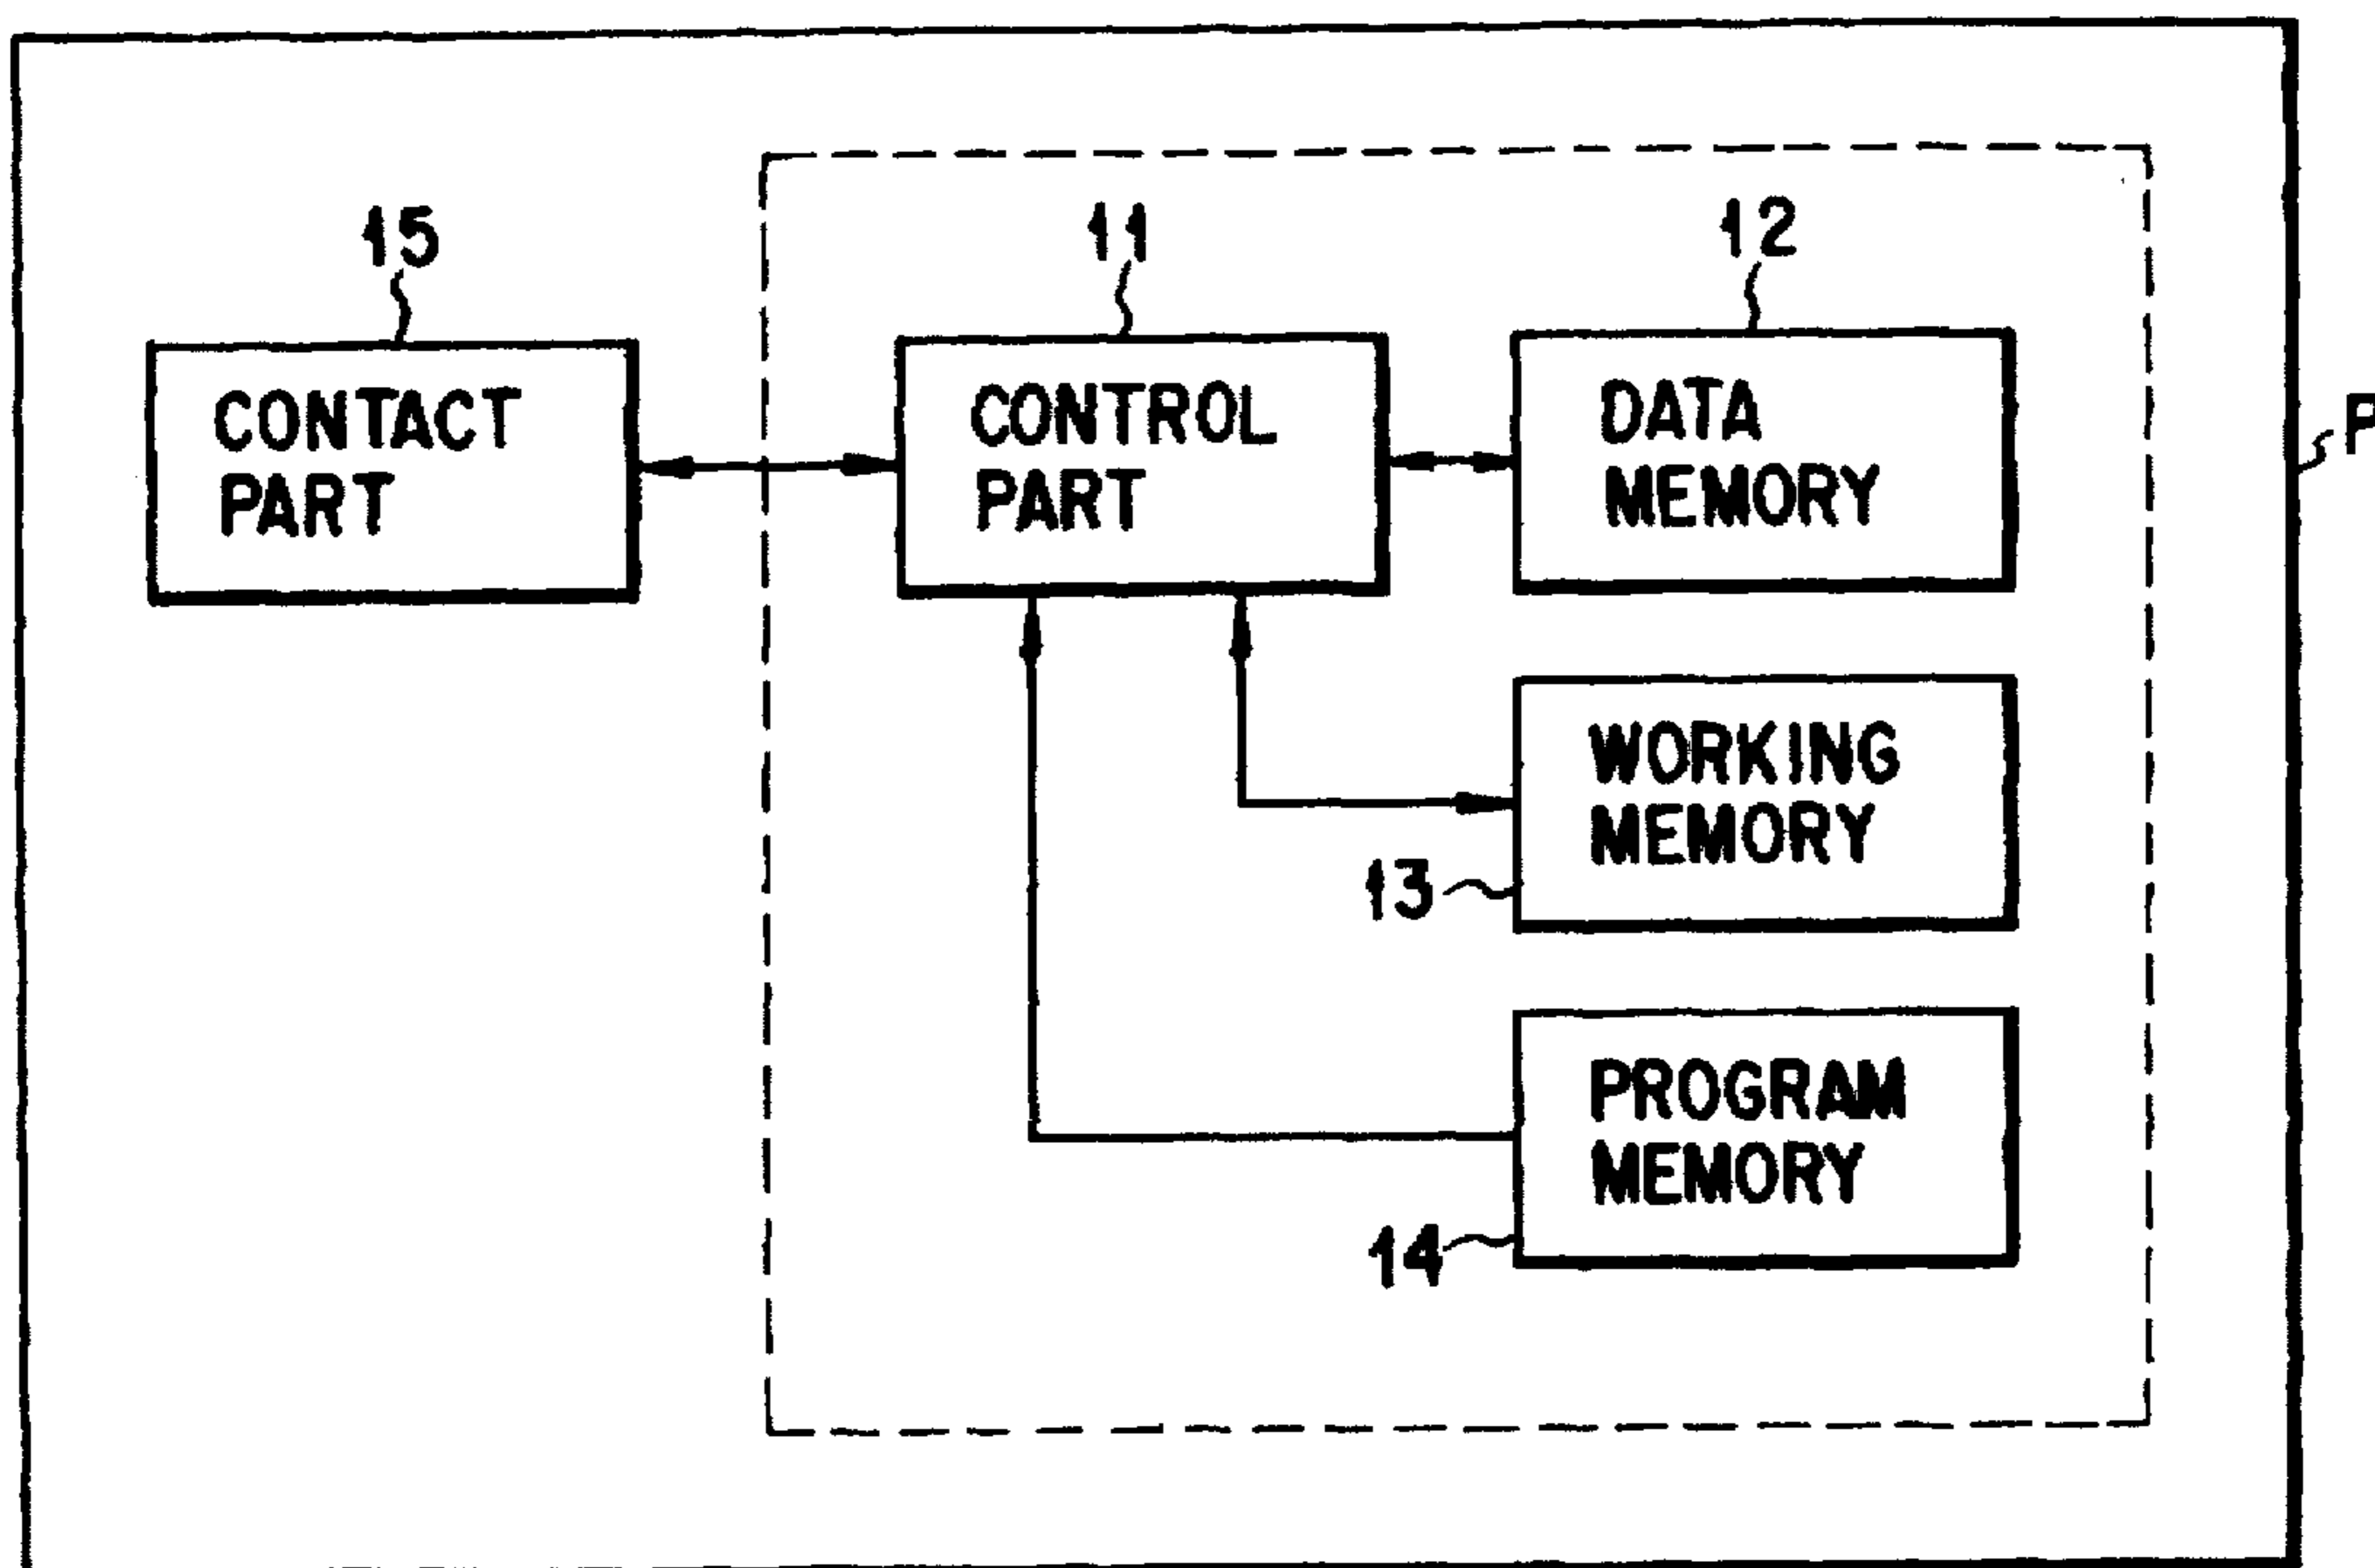 15
11
12
CONTACT
PART
CONTROL
PART
DATA
MEMORY
P
WORKING
MEMORY
13
PROGRAM
MEMORY
14